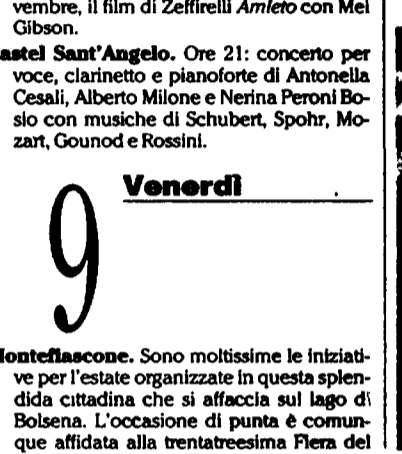 vembre, il film di Zeffirelli Amleto con Mel
Gibson.
astel Sant'Angelo. Ore 21: concerto per
voce, clarinetto e pianoforte di Antonella
Cesali, Alberto Milone e Nerina Peroni Bo-
sio con musiche di Schubert, Spohr, Mo-
zart, Gounod e Rossini.
9 Venerdì
lontefiascone. Sono moltissime le iniziati-
ve per l'estate organizzate in questa splen-
dida cittadina che si affaccia sul lago di
Bolsena. L'occasione di punta è comun-
que affidata alla trentatreesima Fiera del